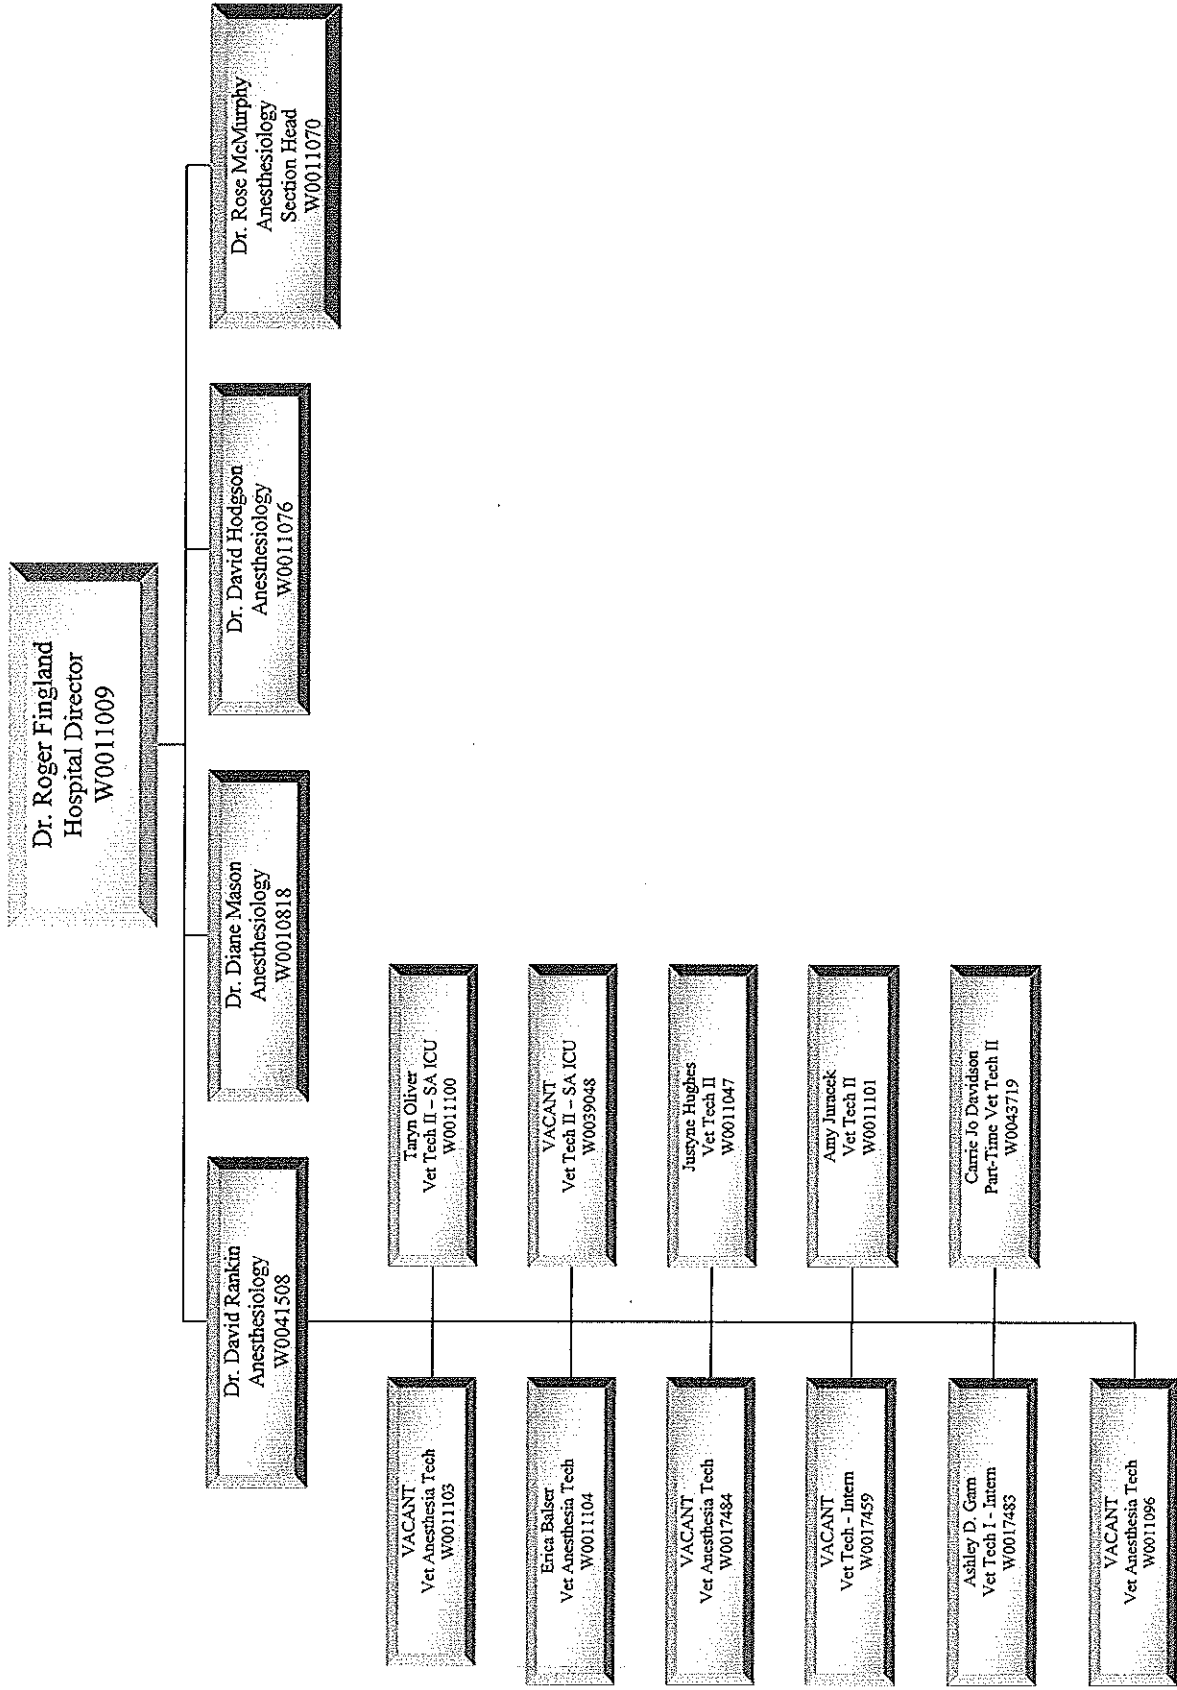 Dr. Roger Fingland
Hospital Director
W0011009
Dr. David Rankin
Anesthesiology
W0041508
Dr. Diane Mason
Anesthesiology
W0010818
Dr. David Hodgson
Anesthesiology
W0011076
Dr. Rose McMurphy
Anesthesiology
Section Head
W0011070
VACANT
Vet Anesthesia Tech
W0011103
Taryn Oliver
Vet Tech II – SA ICU
W0011100
Erica Balser
Vet Anesthesia Tech
W0011104
VACANT
Vet Tech II – SA ICU
W0039048
VACANT
Vet Anesthesia Tech
W0017484
Justyne Hughes
Vet Tech II
W0011047
VACANT
Vet Tech - Intern
W0017459
Amy Juracek
Vet Tech II
W0011101
Ashley D. Garn
Vet Tech I - Intern
W0017483
Carrie Jo Davidson
Part-Time Vet Tech II
W0043719
VACANT
Vet Anesthesia Tech
W0011096